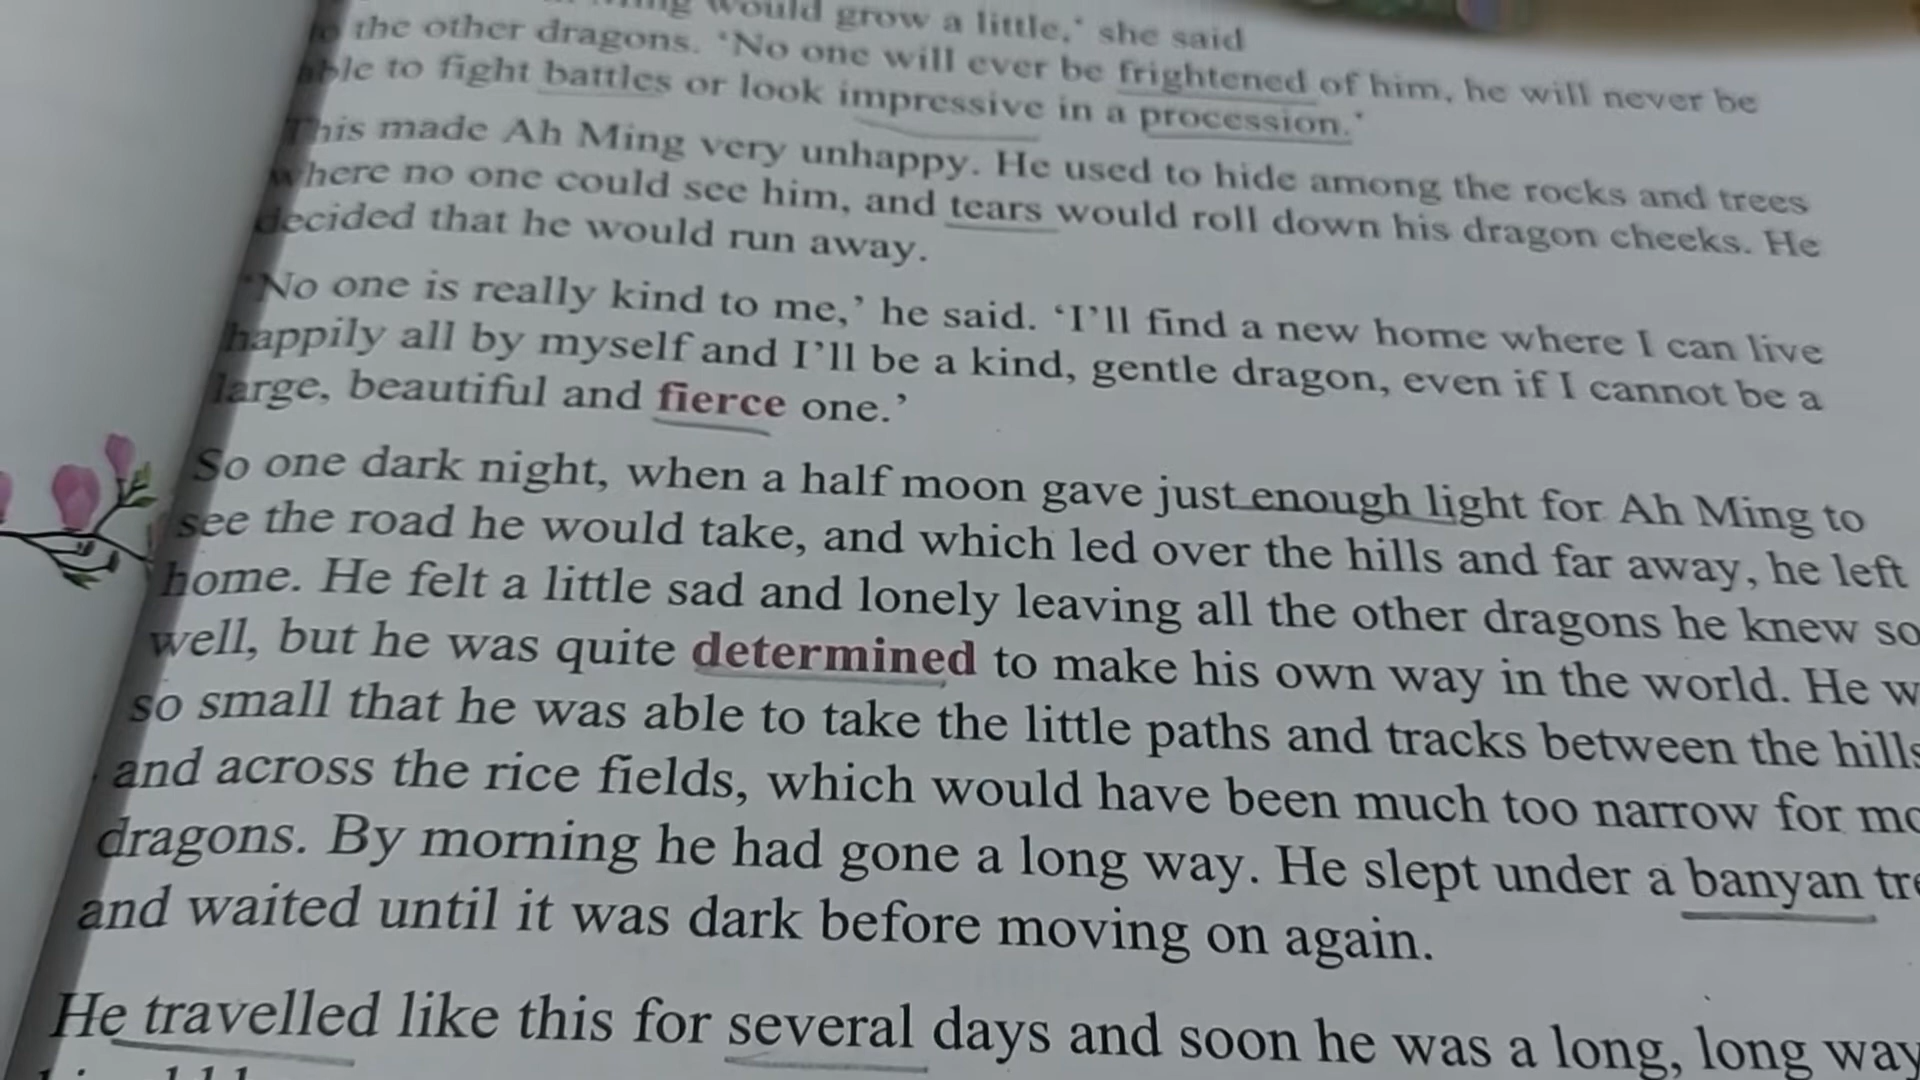 would grow a little,' she said
the other dragons. 'No one will ever be frightened of him, he will never be
able to fight battles or look impressive in a procession.'
This made Ah Ming very unhappy. He used to hide among the rocks and trees
where no one could see him, and tears would roll down his dragon cheeks. He
decided that he would run away.
'No one is really kind to me,' he said. 'I'll find a new home where I can live
happily all by myself and I'll be a kind, gentle dragon, even if I cannot be a
large, beautiful and fierce one.'
So one dark night, when a half moon gave just enough light for Ah Ming to
see the road he would take, and which led over the hills and far away, he left
home. He felt a little sad and lonely leaving all the other dragons he knew so
well, but he was quite determined to make his own way in the world. He w
so small that he was able to take the little paths and tracks between the hills
and across the rice fields, which would have been much too narrow for mo
dragons. By morning he had gone a long way. He slept under a banyan tre
and waited until it was dark before moving on again.
He travelled like this for several days and soon he was a long, long way